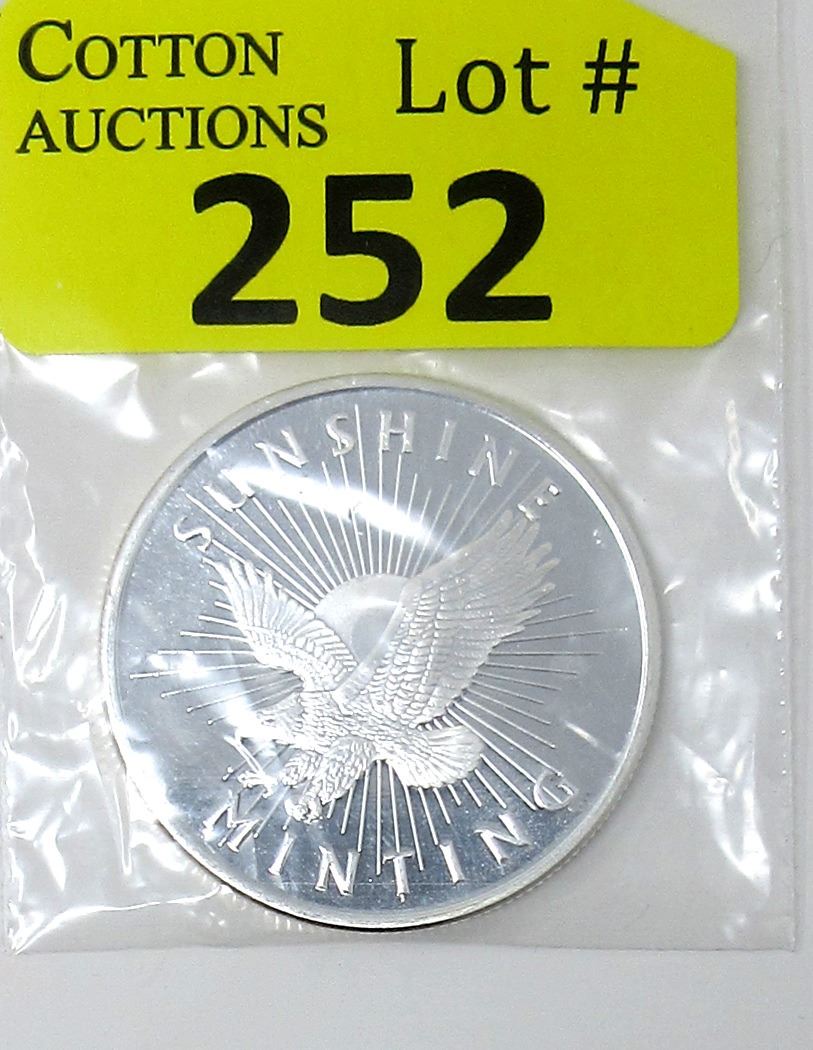 COTTON
AUCTIONS
Lot #
252
SUNSHINE
MINTING